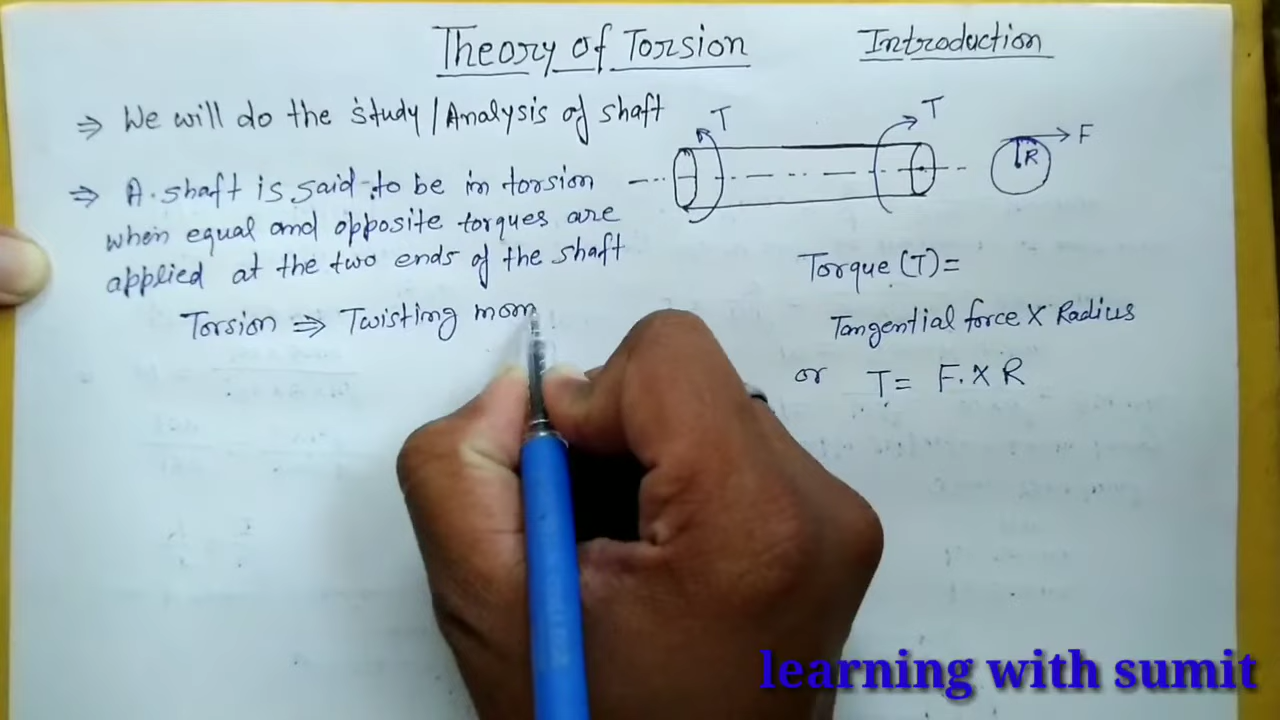 Theory of Torsion Introduction
⇒ We will do the study/Analysis of shaft
⇒ A shaft is said to be in torsion
when equal and opposite torques are
applied at the two ends of the shaft
Torsion ⇒ Twisting mom
T T
F
R
Torque (T) =
Tangential force X Radius
or T = F. X R
learning with sumit